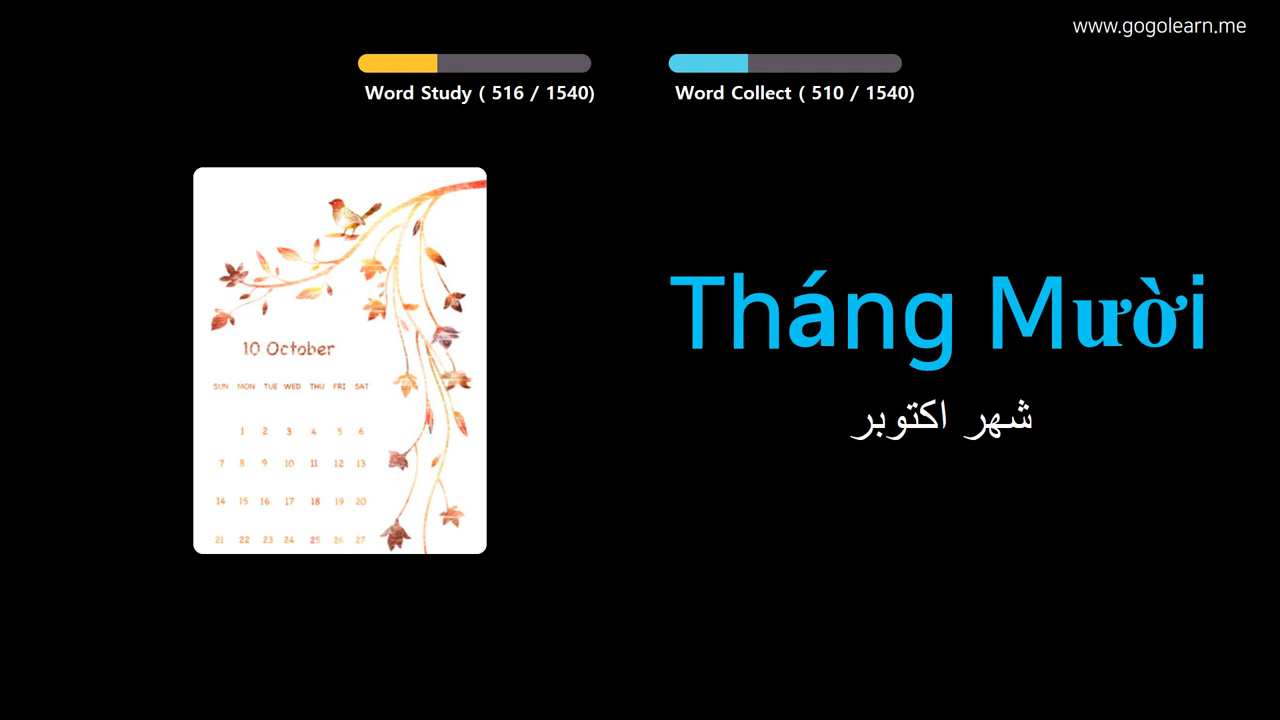 www.gogolearn.me
Word Study ( 516 / 1540)
Word Collect ( 510 / 1540)
10 October
SUN MON TUE WED THU FRI SAT
1 2 3 4 5 6
7 8 9 10 11 12 13
14 15 16 17 18 19 20
21 22 23 24 25 26 27
Tháng Mười
شهر اكتوبر